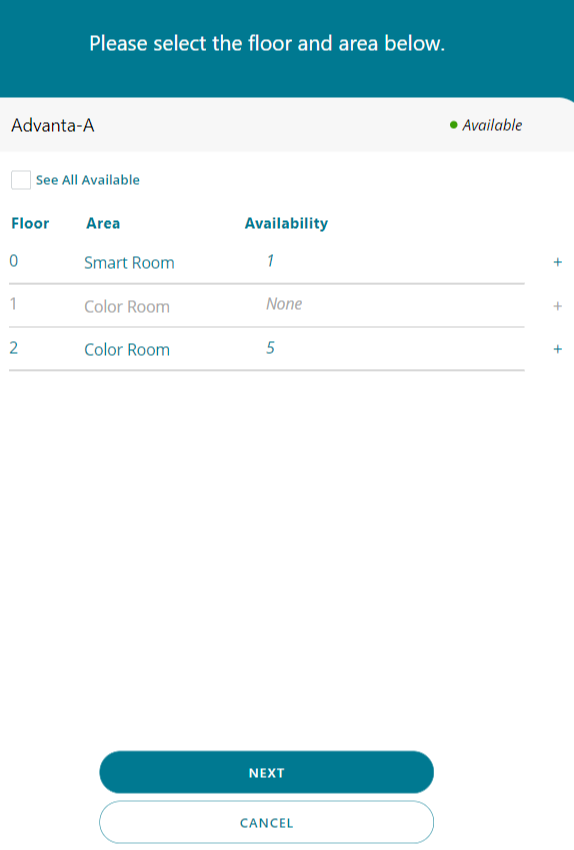 Please select the floor and area below.
Advanta-A Available
See All Available
Floor Area Availability
0 Smart Room 1 +
1 Color Room None +
2 Color Room 5 +
NEXT
CANCEL